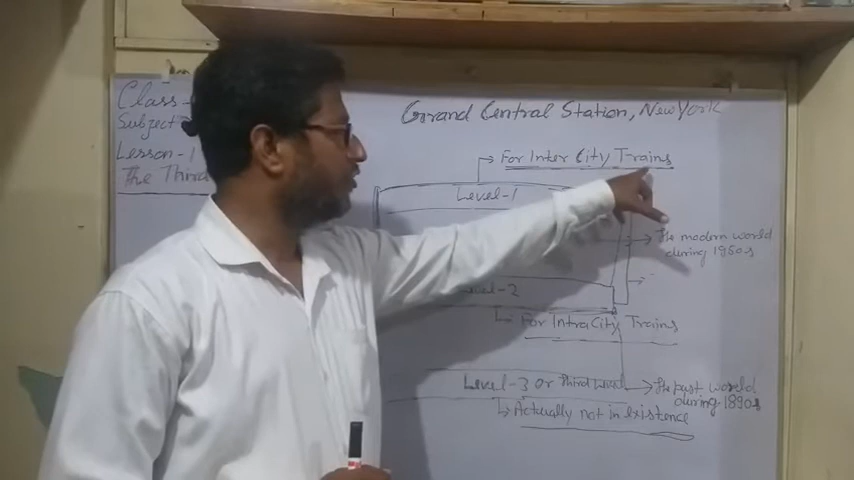 Class-
Subject
Lesson-1
The Third
Grand Central Station, New York
For Inter City Trains
Level-1
The modern world
during 1950s
Level-2
For Intra City Trains
Level-3 or Third Level
The past world
during 1890s
Actually not in existence